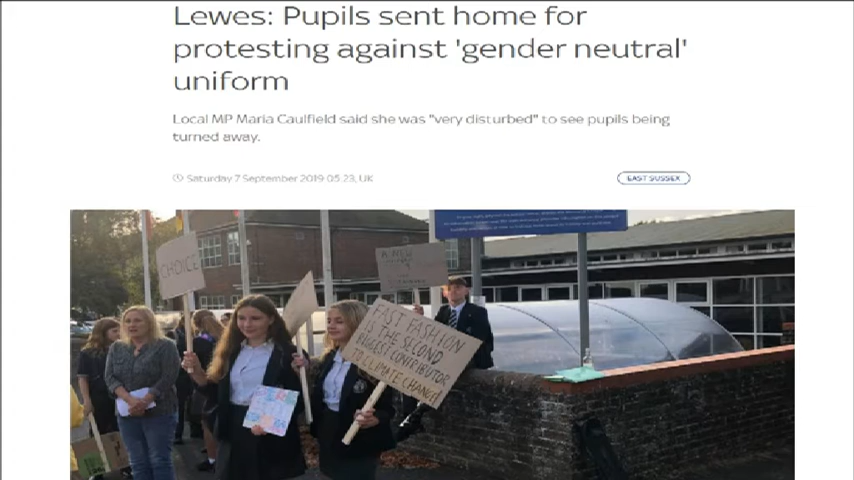 Lewes: Pupils sent home for
protesting against 'gender neutral'
uniform
Local MP Maria Caulfield said she was "very disturbed" to see pupils being
turned away.
Saturday 7 September 2019 05:23, UK
EAST SUSSEX
CHOICE
FAST FASHION
IS THE SECOND
BIGGEST CONTRIBUTOR
TO CLIMATE CHANGE!